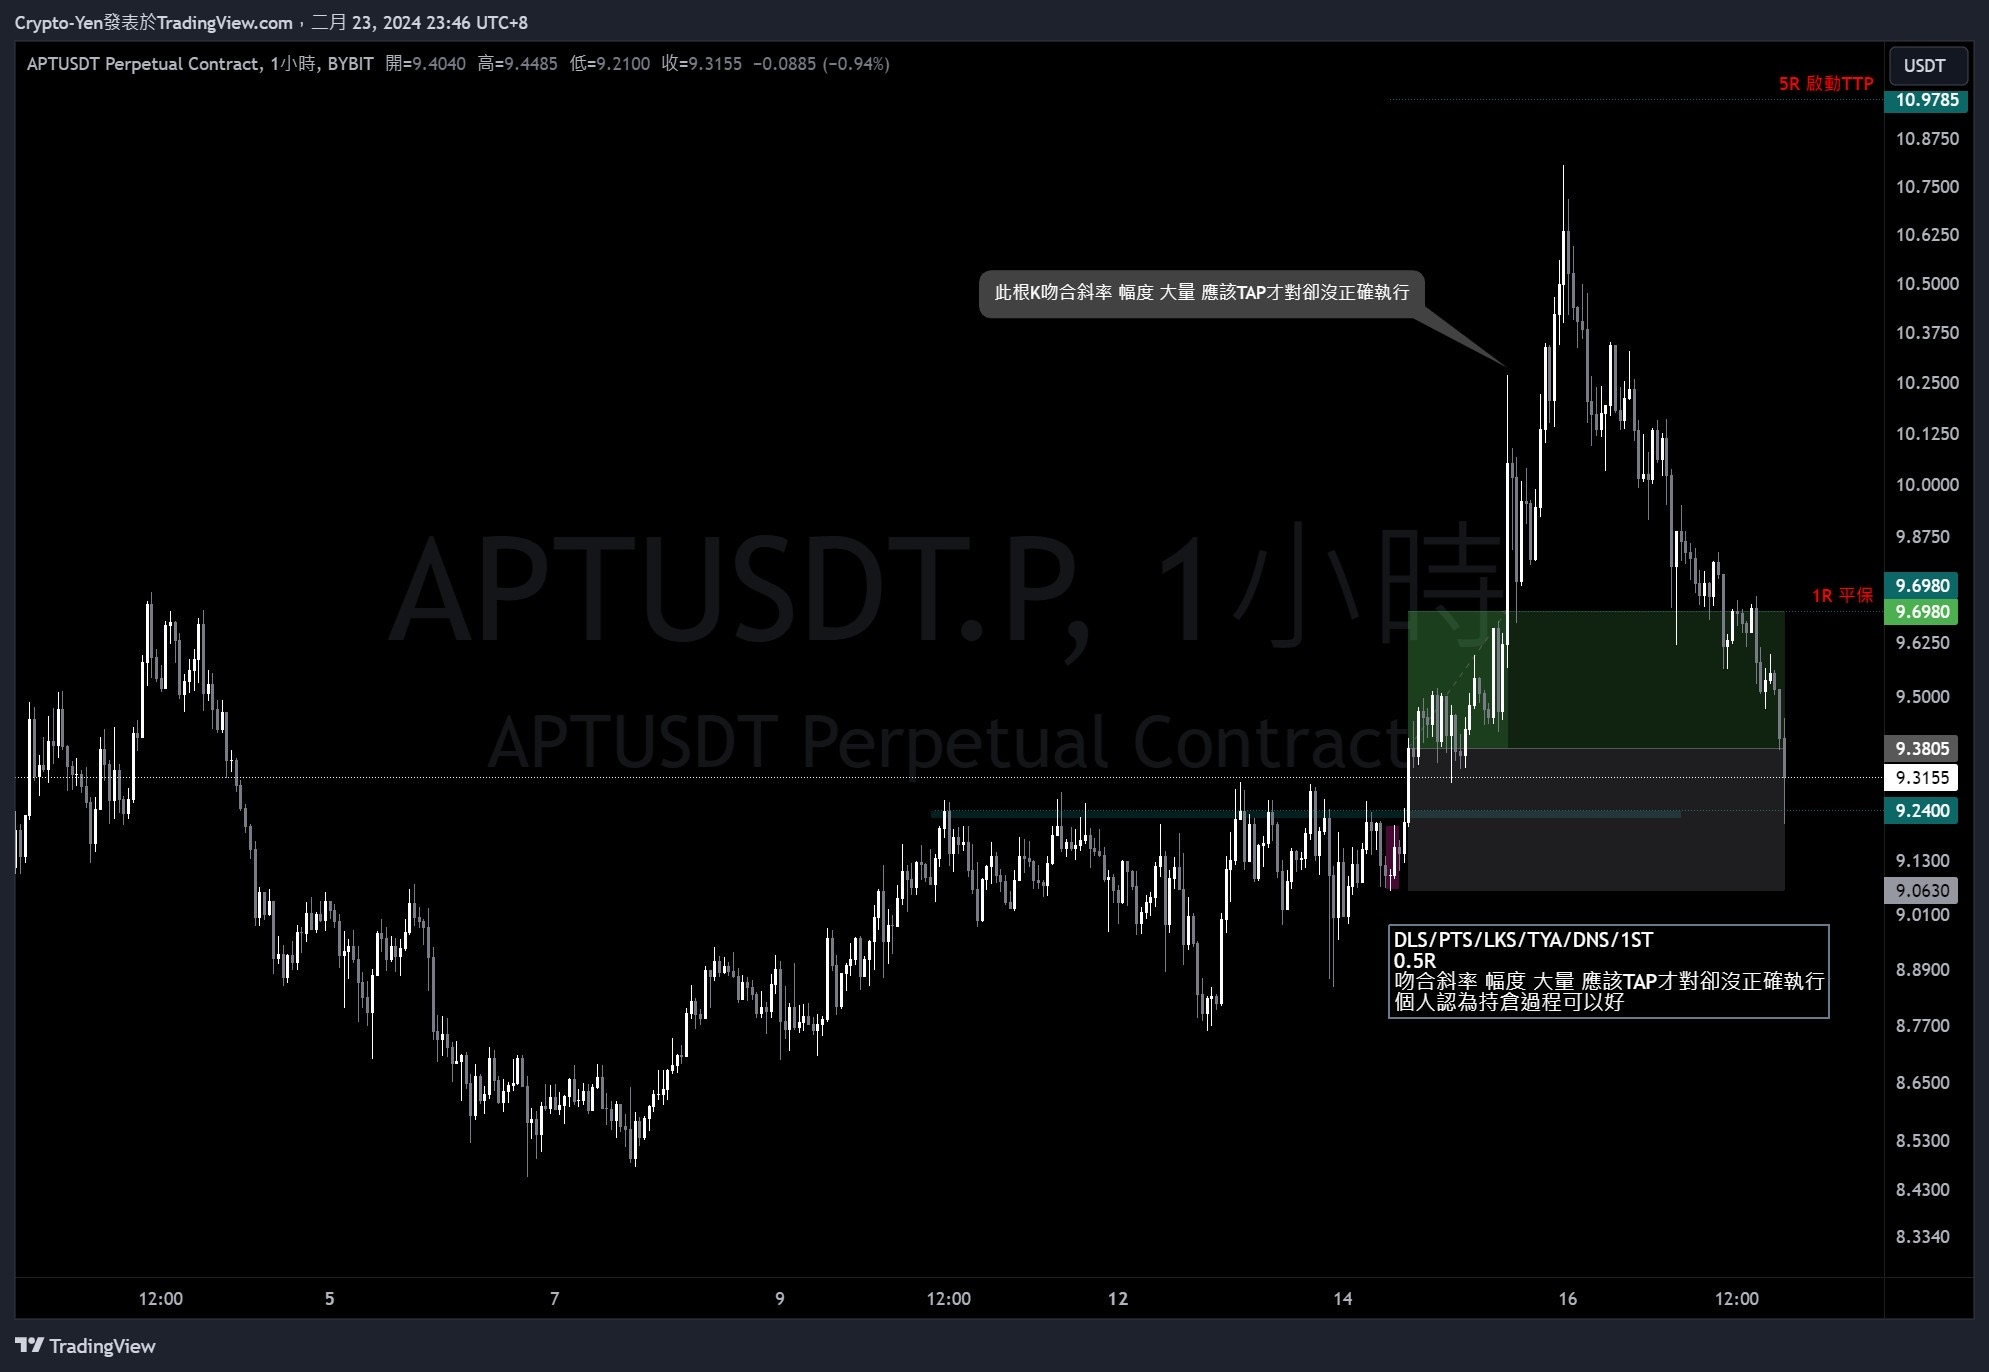 Crypto-Yen發表於TradingView.com，二月 23, 2024 23:46 UTC+8
APTUSDT Perpetual Contract, 1小時, BYBIT 開=9.4040 高=9.4485 低=9.2100 收=9.3155 −0.0885 (−0.94%)
USDT
5R 啟動TTP
10.9785
10.8750
10.7500
10.6250
此根K吻合斜率 幅度 大量 應該TAP才對卻沒正確執行
10.5000
10.3750
10.2500
10.1250
10.0000
9.8750
APTUSDT.P, 1小時
9.6980
1R 平保
9.6980
9.6250
9.5000
APTUSDT Perpetual Contract
9.3805
9.3155
9.2400
9.1300
9.0630
9.0100
DLS/PTS/LKS/TYA/DNS/1ST
0.5R
吻合斜率 幅度 大量 應該TAP才對卻沒正確執行
個人認為持倉過程可以好
8.8900
8.7700
8.6500
8.5300
8.4300
8.3340
12:00 5 7 9 12:00 12 14 16 12:00
TradingView